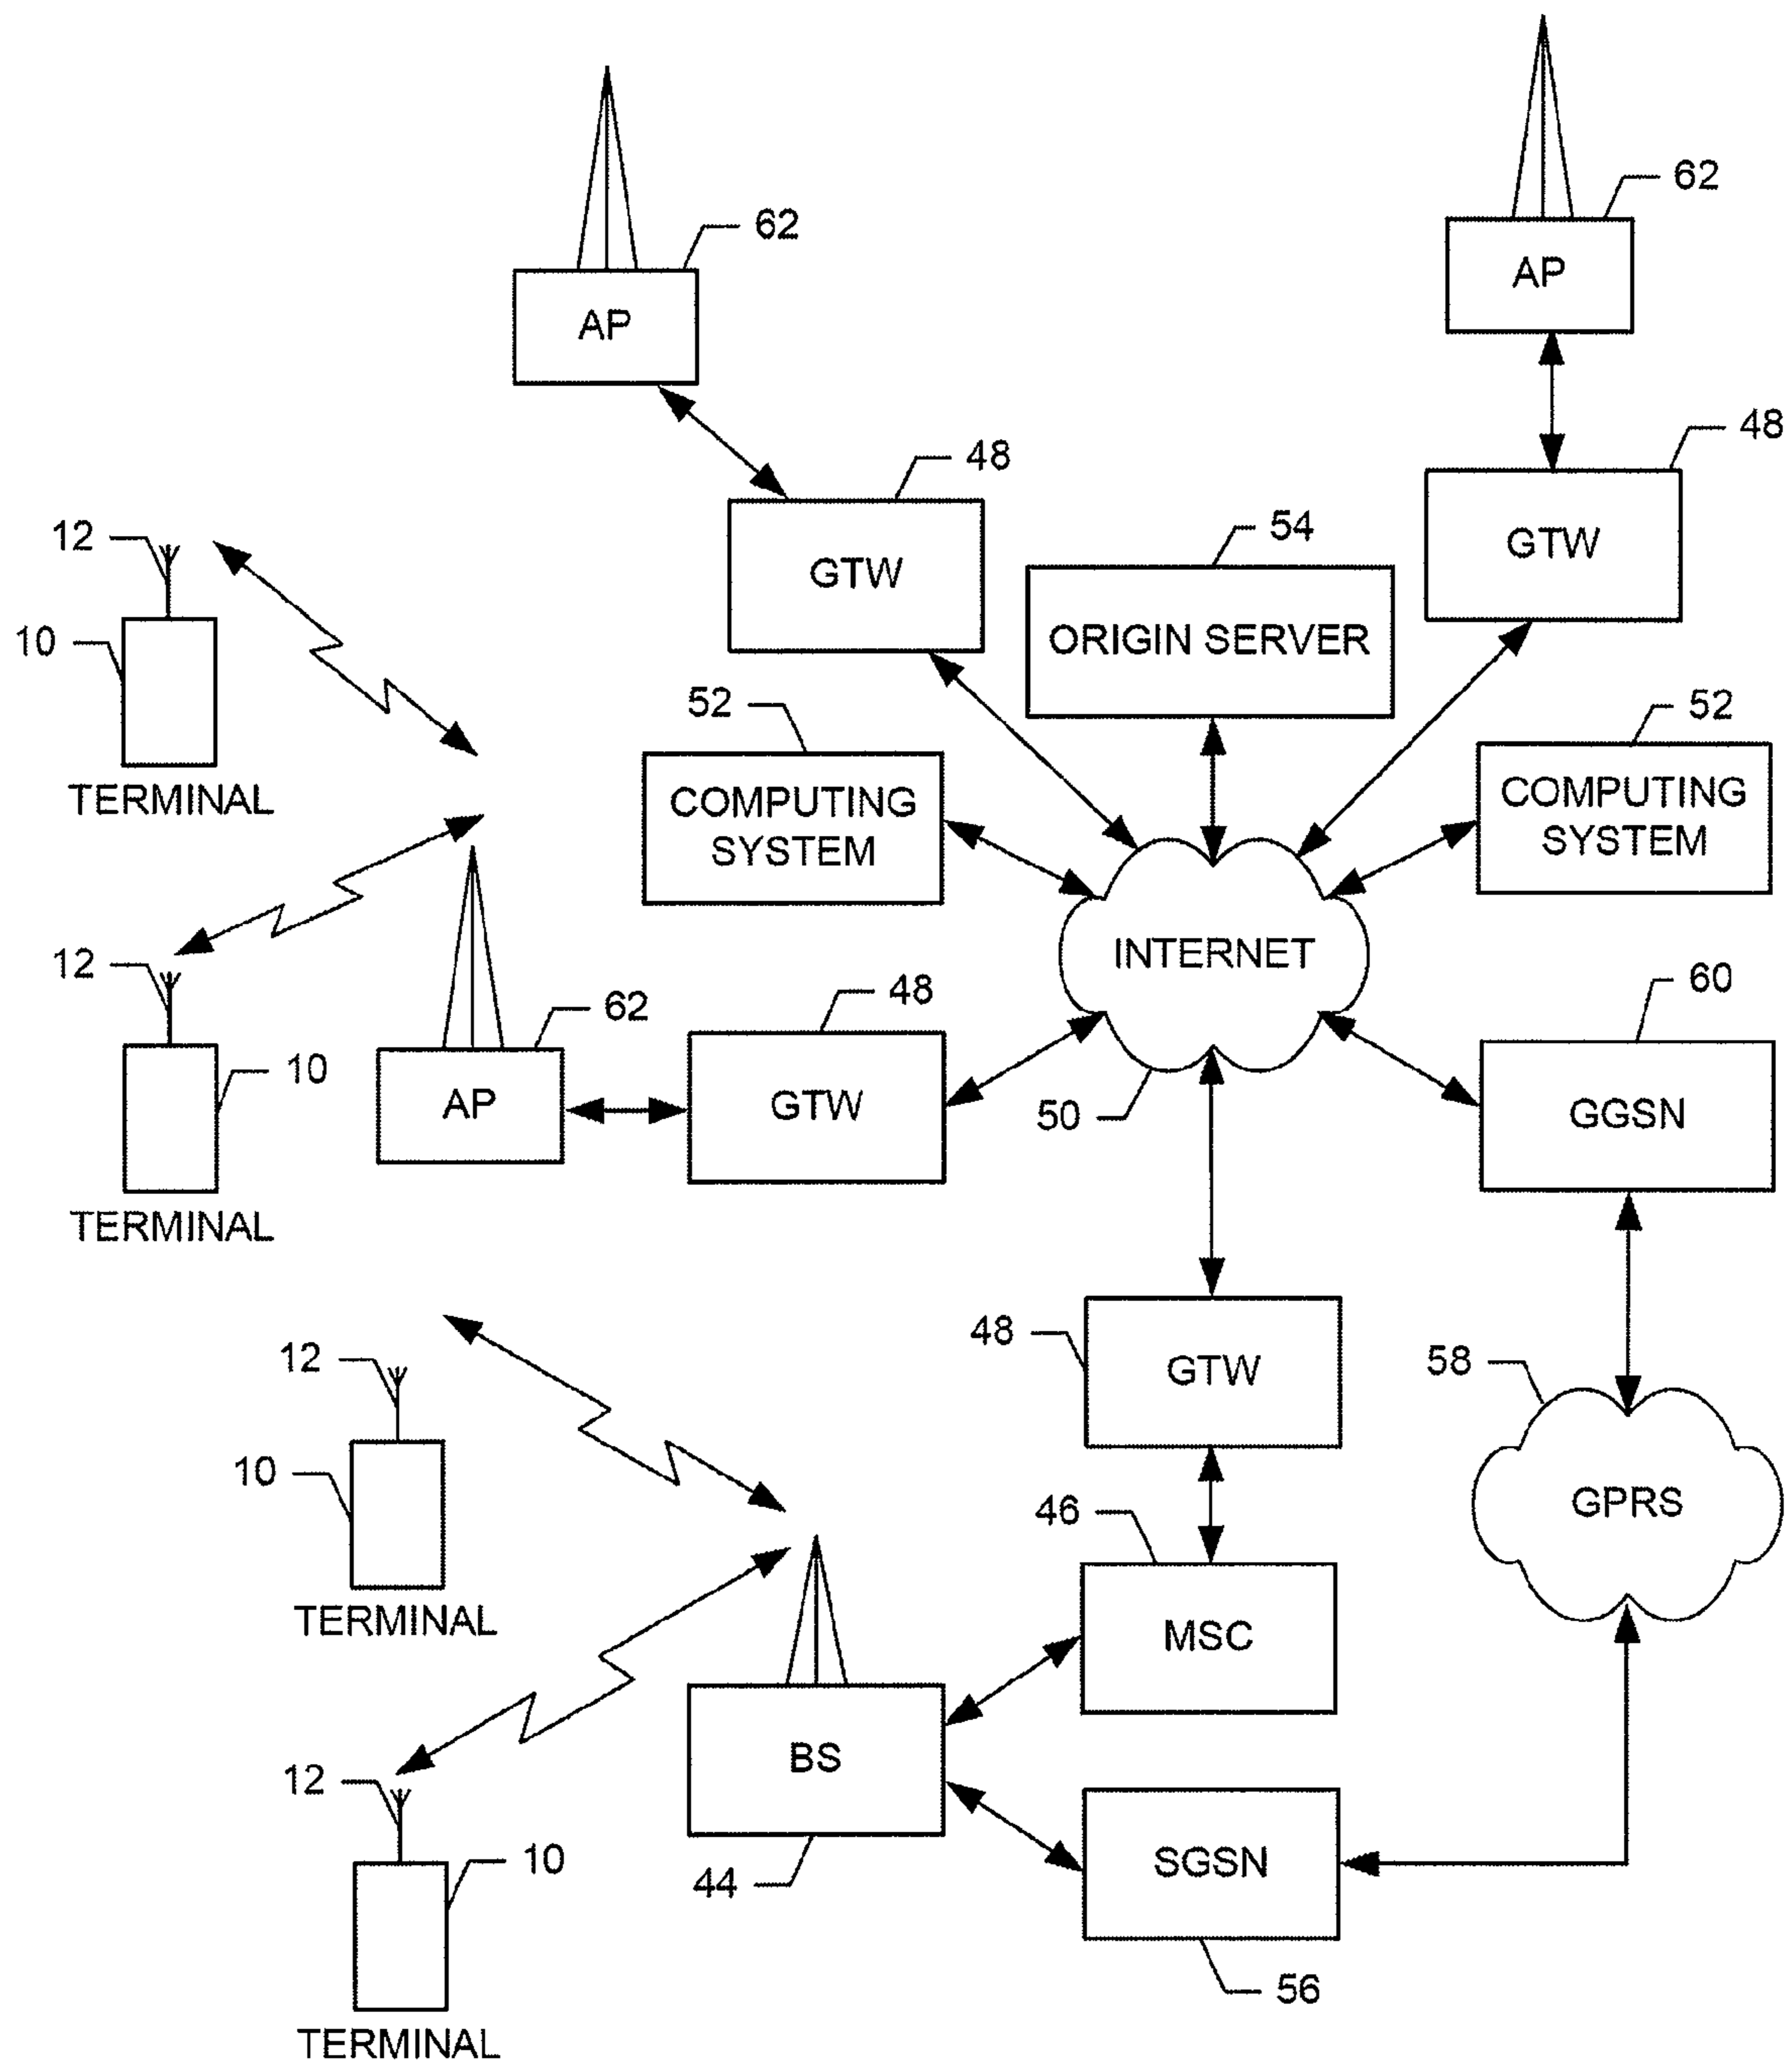 62
AP
62
AP
48
GTW
48
GTW
54
ORIGIN SERVER
12
10
TERMINAL
52
COMPUTING
SYSTEM
52
COMPUTING
SYSTEM
INTERNET
50
12
10
TERMINAL
62
AP
48
GTW
60
GGSN
48
GTW
58
GPRS
12
10
TERMINAL
46
MSC
BS
44
SGSN
56
12
10
TERMINAL